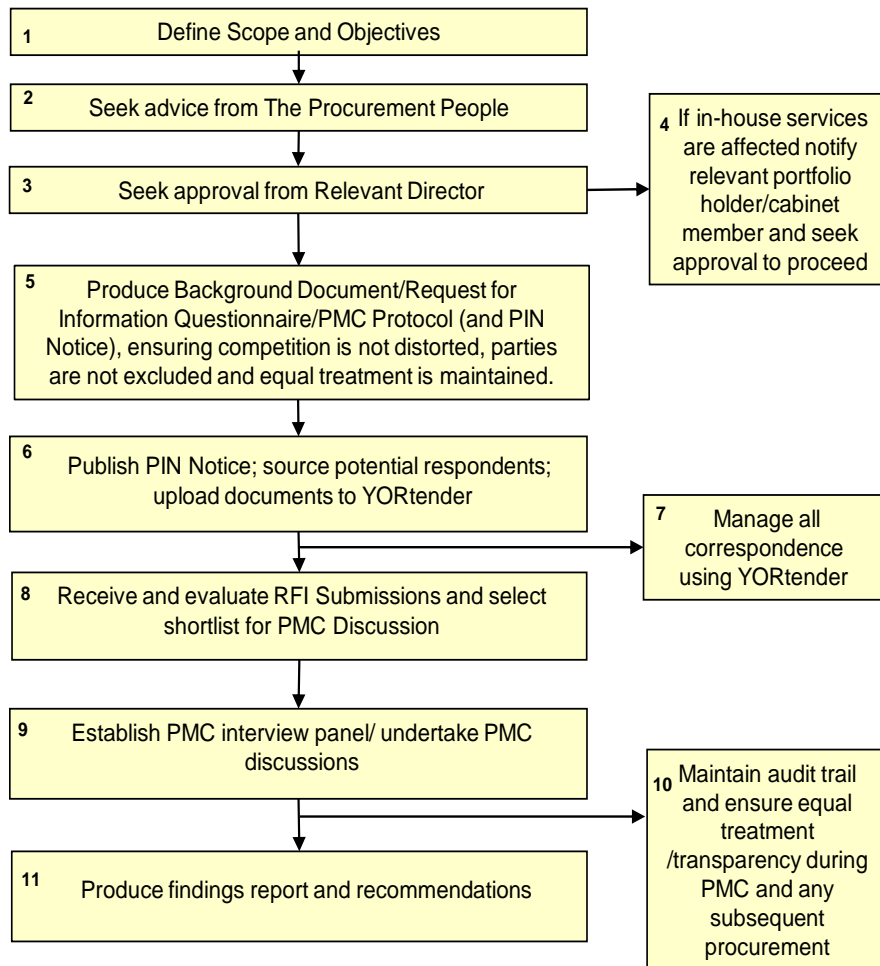 1 Define Scope and Objectives
2 Seek advice from The Procurement People
3 Seek approval from Relevant Director
4 If in-house services
are affected notify
relevant portfolio
holder/cabinet
member and seek
approval to proceed
5 Produce Background Document/Request for
Information Questionnaire/PMC Protocol (and PIN
Notice), ensuring competition is not distorted, parties
are not excluded and equal treatment is maintained.
6 Publish PIN Notice; source potential respondents;
upload documents to YORtender
7 Manage all
correspondence
using YORtender
8 Receive and evaluate RFI Submissions and select
shortlist for PMC Discussion
9 Establish PMC interview panel/ undertake PMC
discussions
10 Maintain audit trail
and ensure equal
treatment
/transparency during
PMC and any
subsequent
procurement
11 Produce findings report and recommendations